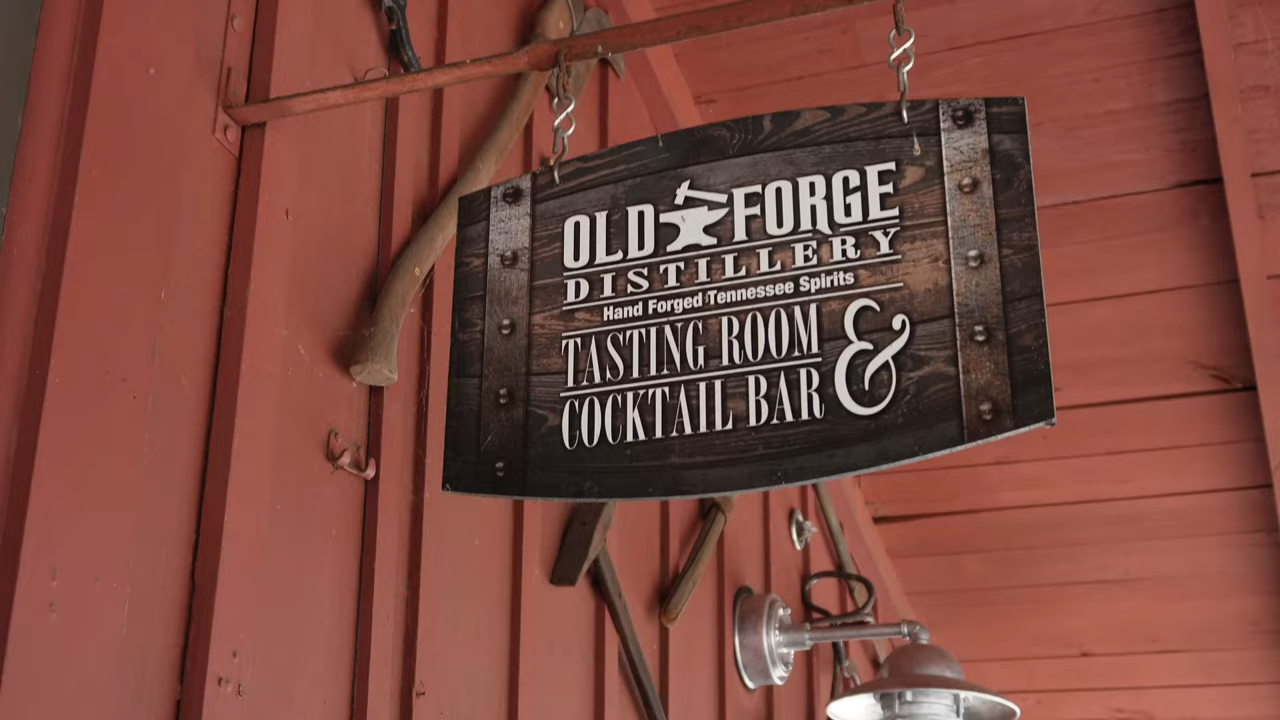 OLD FORGE
DISTILLERY
Hand Forged Tennessee Spirits
TASTING ROOM &
COCKTAIL BAR